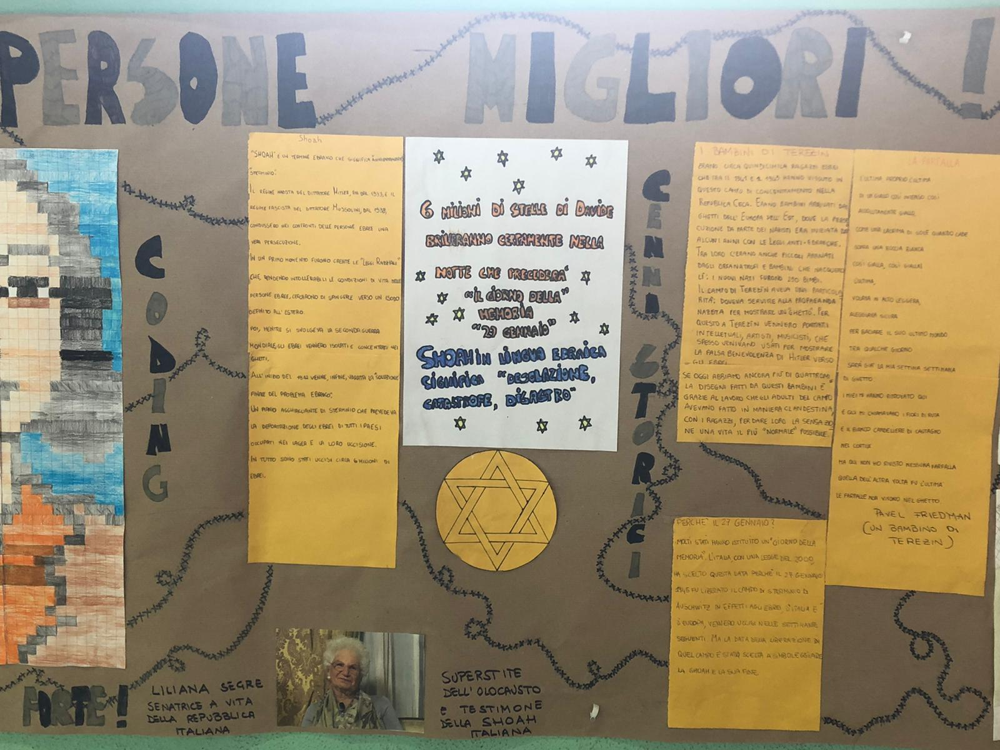 PERSONE MIGLIORI !
CODING
Shoah
"SHOAH" E UN TERMINE EBRAICO CHE SIGNIFICA "ANNIENTAMENTO"
"STERMINIO".
IL REGIME NAZISTA DEL DITTATORE HITLER, FIN DAL 1933, E IL
REGIME FASCISTA DEL DITTATORE MUSSOLINI, DAL 1938,
CONDUSSERO NEI CONFRONTI DELLE PERSONE EBREE UNA
VERA PERSECUZIONE.
IN UN PRIMO MOMENTO FURONO CREATE LE "LEGGI RAZZIALI"
CHE, RENDENDO INTOLLERABILI LE CONDIZIONI DI VITA DELLE
PERSONE EBREE, CERCARONO DI SPINGERLE VERSO UN ESODO
DEFINITO ALL'ESTERO.
POI, MENTRE SI SVOLGEVA LA SECONDA GUERRA
MONDIALE, GLI EBREI VENNERO ISOLATI E CONCENTRATI NEI
GHETTI.
ALL'INIZIO DEL 1942 VENNE, INFINE, VARATA LA "SOLUZIONE
FINALE DEL PROBLEMA EBRAICO":
UN PIANO AGGHIACCIANTE DI STERMINIO CHE PREVEDEVA
LA DEPORTAZIONE DEGLI EBREI DI TUTTI I PAESI
OCCUPATI NEI LAGER E LA LORO UCCISIONE.
IN TUTTO SONO STATI UCCISI CIRCA 6 MILIONI DI
EBREI.
6 MILIONI DI STELLE DI DAVIDE
BRILLERANNO CERTAMENTE NELLA
NOTTE CHE PRECEDERA'
"IL GIORNO DELLA"
MEMORIA
"27 GENNAIO"
SHOAH IN LINGUA EBRAICA
SIGNIFICA "DESOLAZIONE,
CATASTROFE, DISASTRO"
CENNI STORICI
I BAMBINI DI TEREZIN
ERANO CIRCA QUINDICIMILA RAGAZZI EBREI
CHE TRA IL 1941 E IL 1945 HANNO VISSUTO IN
QUESTO CAMPO DI CONCENTRAMENTO NELLA
REPUBLICA CECA. ERANO BAMBINI ARRIVATI DAI
GHETTI DELL'EUROPA DELL'EST, DOVE LA PERSE
CUZIONE DA PARTE DEI NAZISTI ERA INIZIATA DA
ALCUNI ANNI CON LE LEGGI ANTI-EBRAICHE.
TRA LORO C'ERANO ANCHE PICCOLI ARRIVATI
DAGLI ORFANATROFI E BAMBINI CHE NACQUERO
LÌ: I NUOVI NATI FURONO 250 BIMBI.
IL CAMPO DI TEREZÍN AVEVA UNA PARTICOLA
RITÀ: DOVEVA SERVIRE ALLA PROPAGANDA
NAZISTA PER MOSTRARE UN "GHETTO". PER
QUESTO A TEREZIN VENNERO PORTATI
INTELLETUALI, ARTISTI, MUSICISTI, CHE
SPESSO VENIVANO USATI PER MOSTRARE
LA FALSA BENEVOLENZA DI HITLER VERSO
GLI EBREI.
SE OGGI ABBIAMO ANCORA PIÙ DI QUATTROMI
LA DISEGNI FATTI DA QUESTI BAMBINI È
GRAZIE AL LAVORO CHE GLI ADULTI DEL CAMPO
AVEVANO FATTO IN MANIERA CLANDESTINA,
CON I RAGAZZI, PER DARE LORO LA SENSAZIO
NE UNA VITA IL PIÙ "NORMALE" POSSIBILE.
LA FARFALLA
L'ULTIMA PROPRIO L'ULTIMA
DI UN GIALLO COSÌ INTENSO COSÌ
ASSOLUTAMENTE GIALLO,
COME UNA LACRIMA DI SOLE QUANDO CADE
SOPRA UNA ROCCIA BIANCA
COSÌ GIALLA, COSÌ GIALLA!
L'ULTIMA,
VOLAVA IN ALTO LEGGERA,
ALEGGIAVA SICURA
PER BACIARE IL SUO ULTIMO MONDO
TRA QUALCHE GIORNO
SARÀ GIÀ LA MIA SETTIMA SETTIMANA
DI GHETTO:
I MIEI MI HANNO RITROVATO QUI
E QUI MI CHIAMAVANO I FIORI DI RUTA
E IL BIANCO CANDELIERE DI CASTAGNO
NEL CORTILE
MA QUI NON HO RIVISTO NESSUNA FARFALLA
QUELLA DELL'ALTRA VOLTA FU L'ULTIMA
LE FARFALLE NON VIVONO NEL GHETTO.
PAVEL FRIEDMAN
(UN BAMBINO DI
TEREZIN)
PERCHE' IL 27 GENNAIO?
MOLTI STATI HANNO ISTITUITO UN "GIORNO DELLA
MEMORIA". L'ITALIA, CON UNA LEGGE DEL 2000,
HA SCELTO QUESTA DATA PERCHE' IL 27 GENNAIO
1945 FU LIBERATO IL CAMPO DI STERMINIO DI
AUSCHWITZ. IN EFFETTI AGLI EBREI, D'ITALIA E
D'EUROPA, VENNERO UCCISI NELLE SETTIMANE
SEGUENTI. MA LA DATA DELLA LIBERAZIONE DI
QUEL CAMPO È STATA SCELTA A SIMBOLEGGIARE
LA SHOAH E LA SUA FINE.
FORTE!
LILIANA SEGRE
SENATRICE A VITA
DELLA REPUBBLICA
ITALIANA
SUPERSTITE
DELL'OLOCAUSTO
e TESTIMONE
DELLA SHOAH
ITALIANA